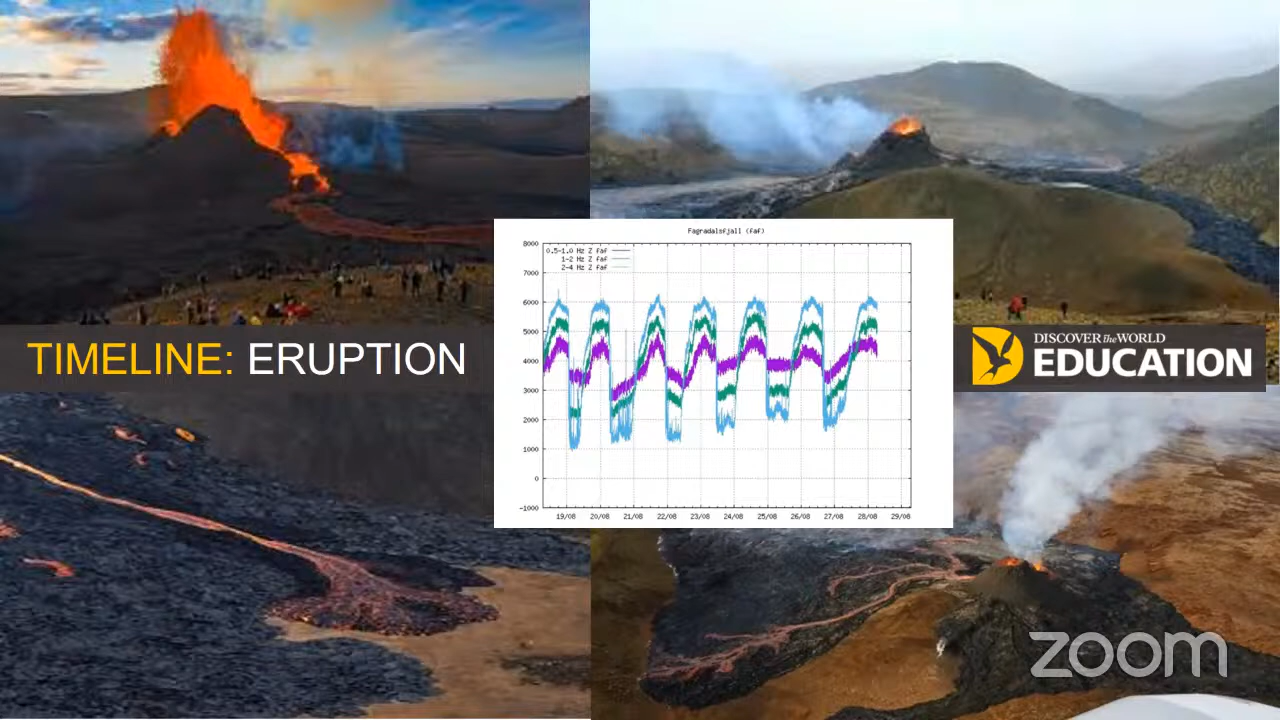 Fagradalsfjall (faf)
8000
0.5-1.0 Hz Z faf
1-2 Hz Z faf
2-4 Hz Z faf
7000
6000
5000
4000
3000
2000
1000
0
-1000
19/08 20/08 21/08 22/08 23/08 24/08 25/08 26/08 27/08 28/08 29/08
TIMELINE: ERUPTION
DISCOVER the WORLD
EDUCATION
zoom